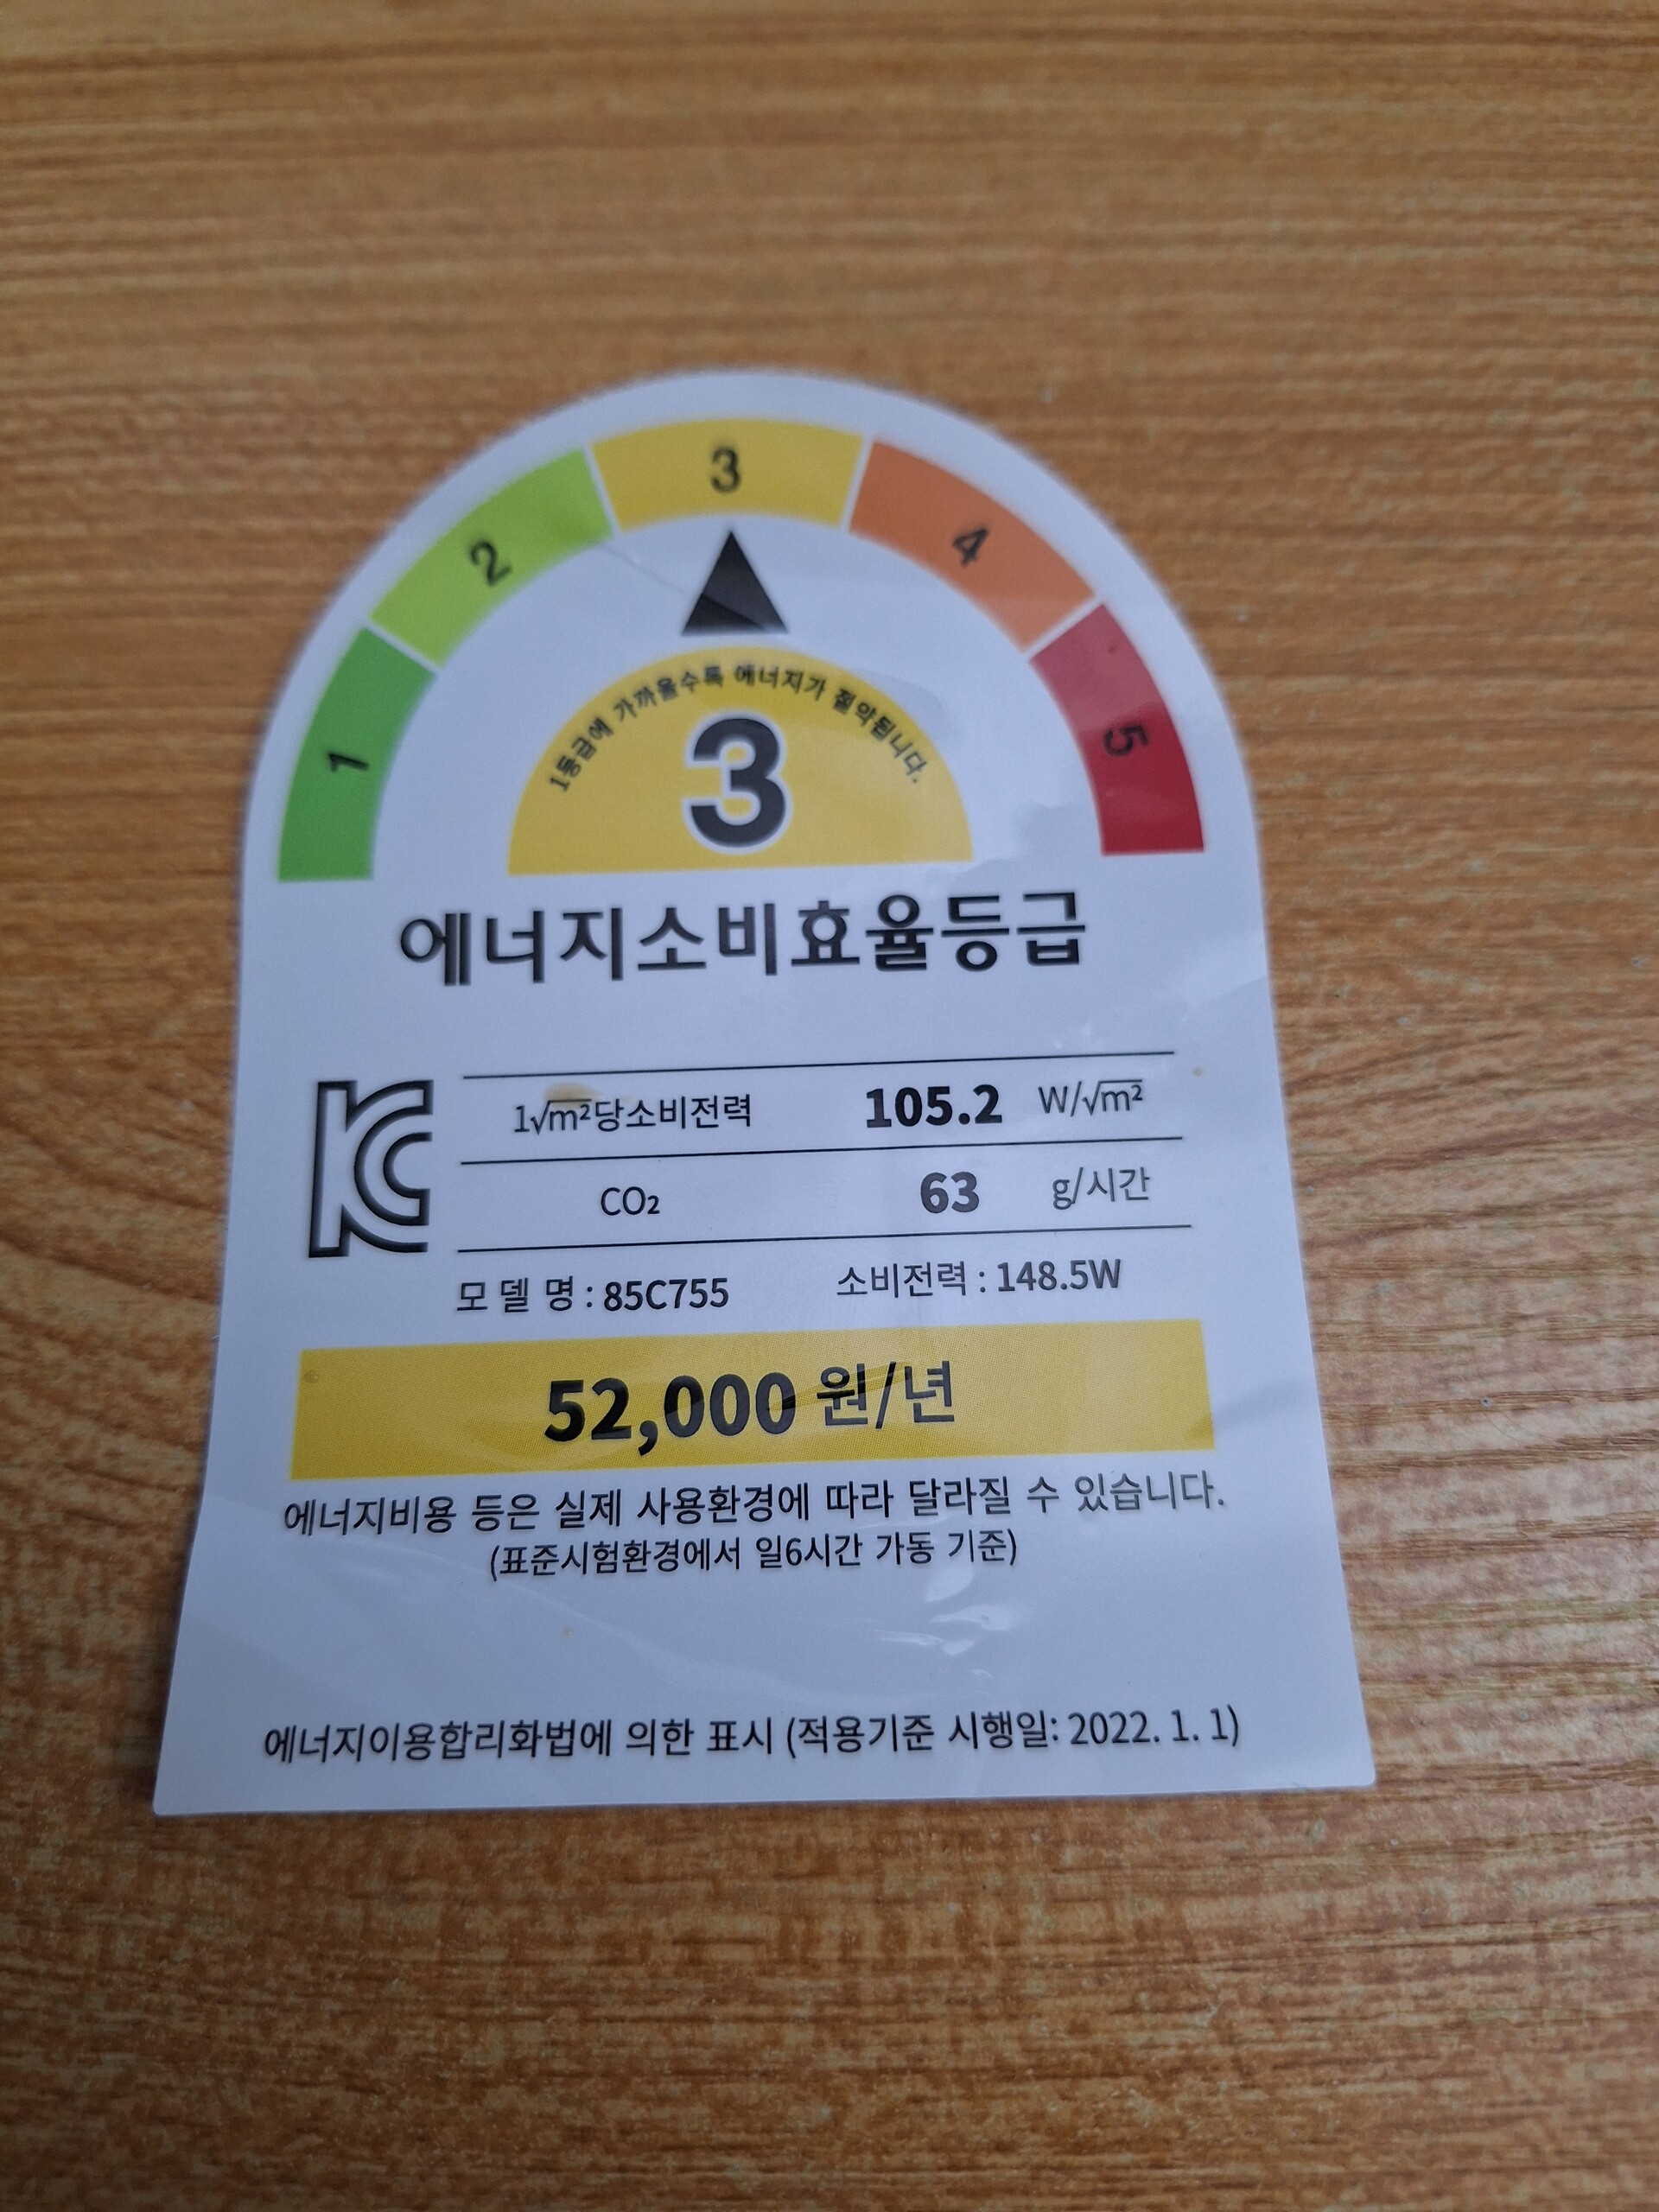 1 2 3 4 5
1등급에 가까울수록 에너지가 절약됩니다.
3
에너지소비효율등급
1√m²당소비전력 105.2 W/√m²
CO₂ 63 g/시간
모 델 명 : 85C755 소비전력 : 148.5W
52,000 원/년
에너지비용 등은 실제 사용환경에 따라 달라질 수 있습니다.
(표준시험환경에서 일6시간 가동 기준)
에너지이용합리화법에 의한 표시 (적용기준 시행일: 2022. 1. 1)